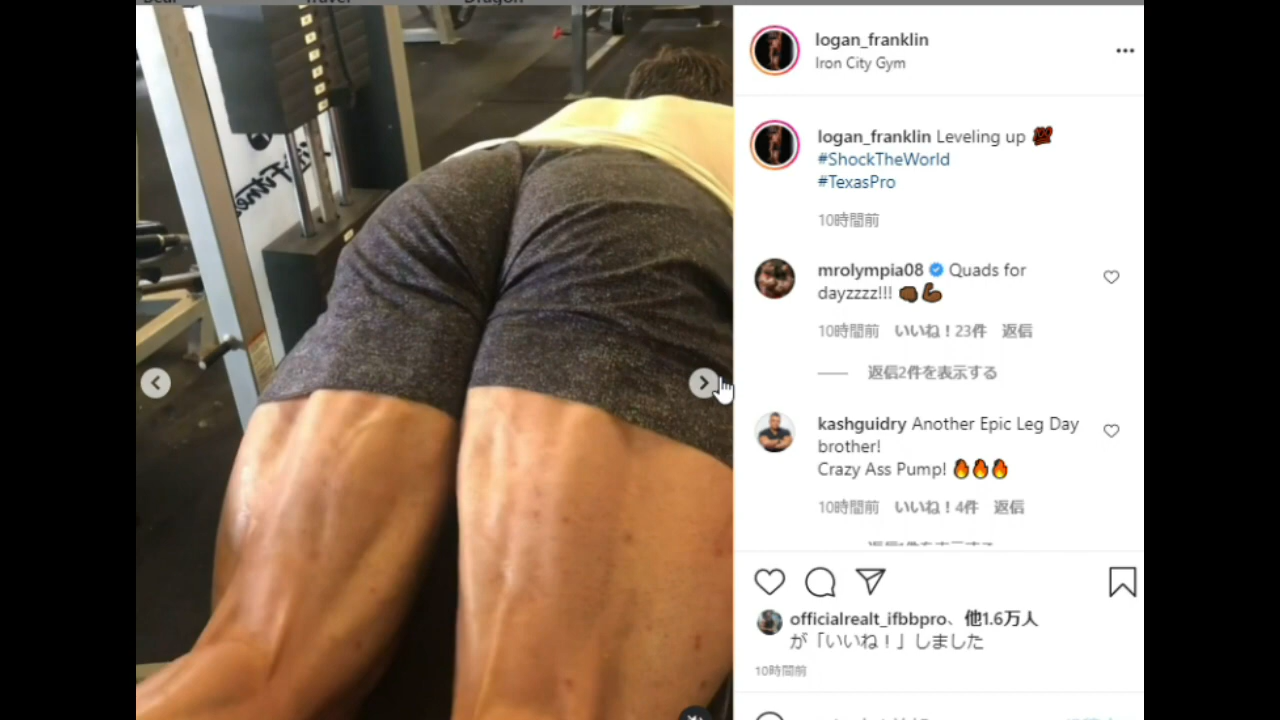 logan_franklin
Iron City Gym
logan_franklin Leveling up 💯
#ShockTheWorld
#TexasPro
10時間前
mrolympia08 Quads for
dayzzzz!!! 👊🏾💪🏾
10時間前 いいね！23件 返信
返信2件を表示する
kashguidry Another Epic Leg Day
brother!
Crazy Ass Pump! 🔥🔥🔥
10時間前 いいね！4件 返信
officialrealt_ifbbpro、他1.6万人
が「いいね！」しました
10時間前